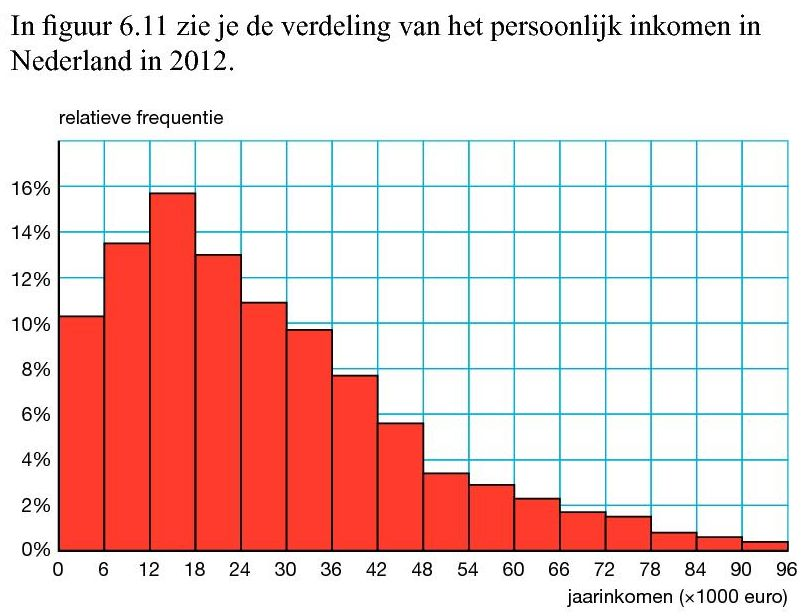 In figuur 6.11 zie je de verdeling van het persoonlijk inkomen in
Nederland in 2012.
relatieve frequentie
16%
14%
12%
10%
8%
6%
4%
2%
0%
0 6 12 18 24 30 36 42 48 54 60 66 72 78 84 90 96
jaarinkomen (×1000 euro)